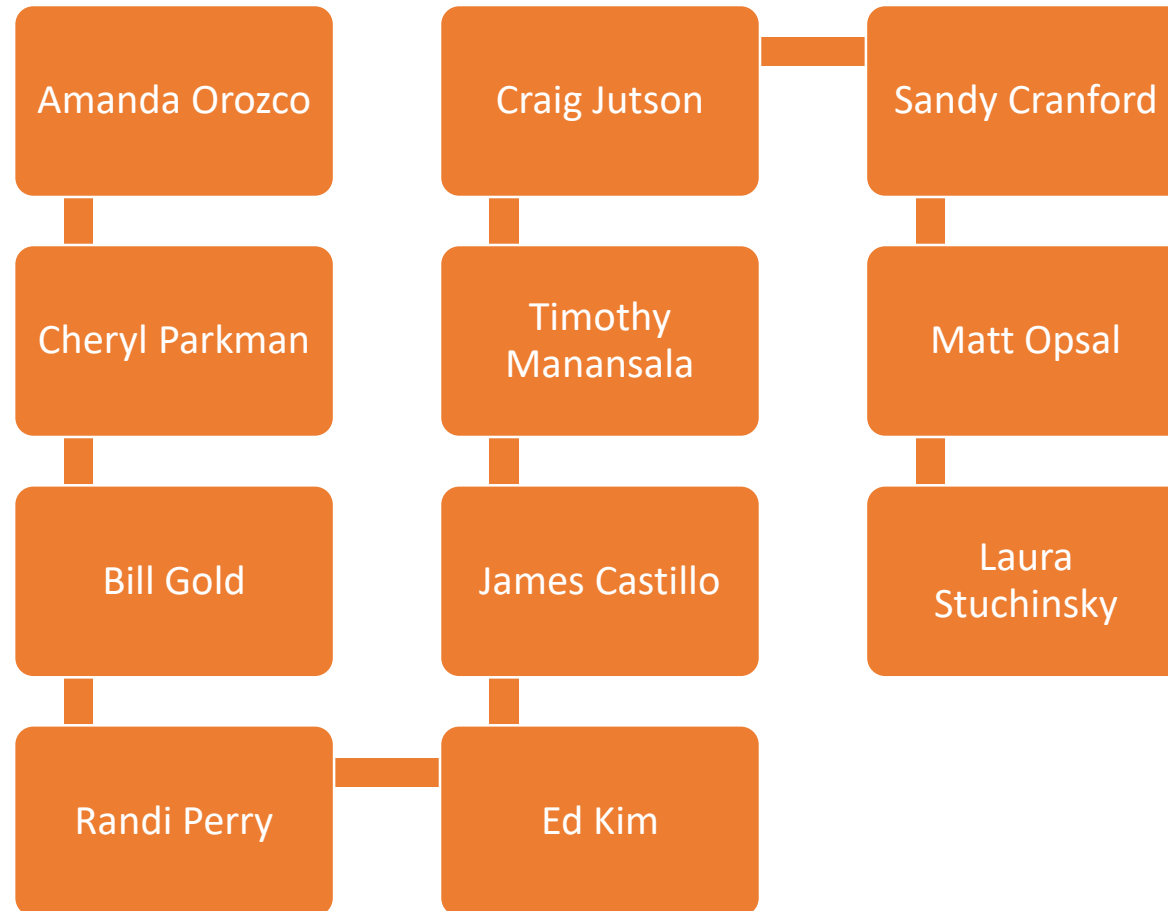 Amanda Orozco
Cheryl Parkman
Bill Gold
Randi Perry
Ed Kim
James Castillo
Timothy
Manansala
Craig Jutson
Sandy Cranford
Matt Opsal
Laura
Stuchinsky